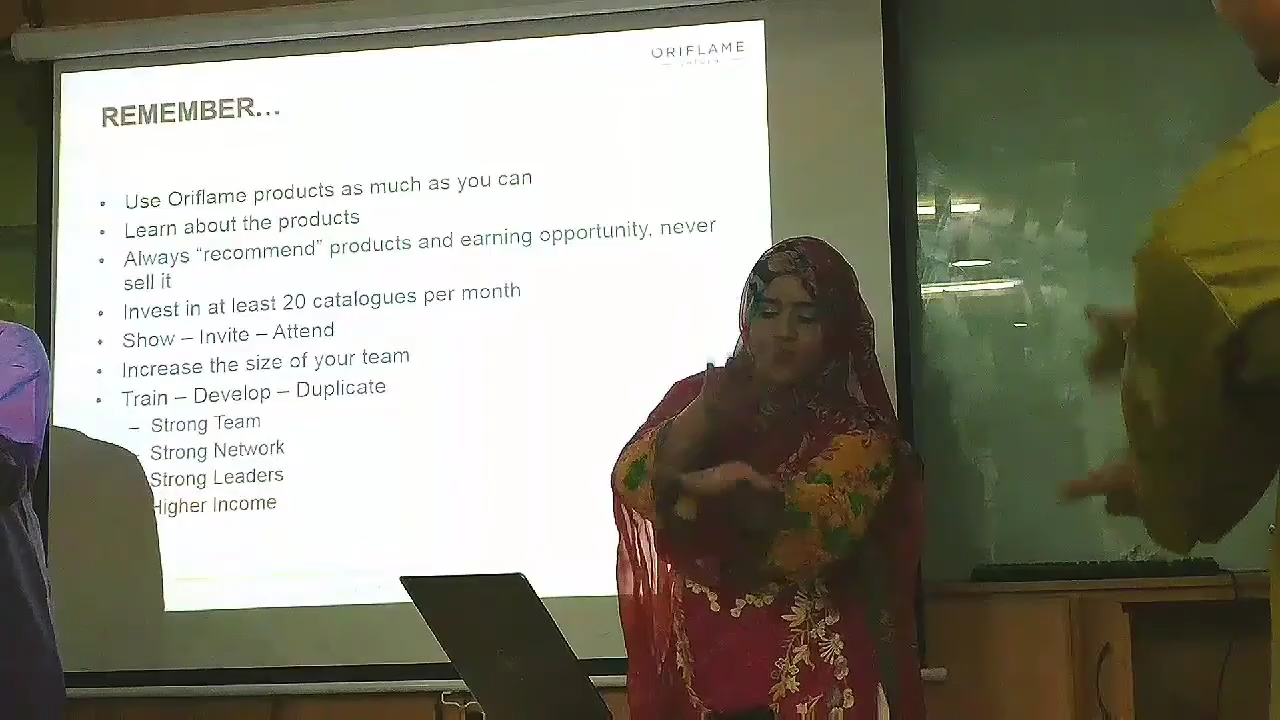 ORIFLAME
REMEMBER...
• Use Oriflame products as much as you can
• Learn about the products
• Always “recommend” products and earning opportunity, never
sell it
• Invest in at least 20 catalogues per month
• Show – Invite – Attend
• Increase the size of your team
• Train – Develop – Duplicate
– Strong Team
- Strong Network
Strong Leaders
Higher Income